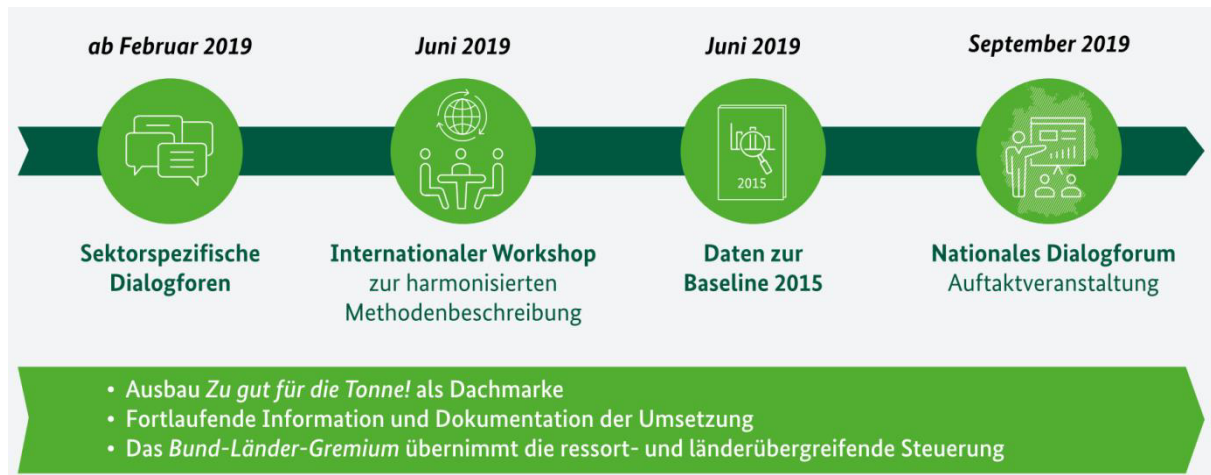 ab Februar 2019
Juni 2019
Juni 2019
September 2019
2015
Sektorspezifische
Dialogforen
Internationaler Workshop
zur harmonisierten
Methodenbeschreibung
Daten zur
Baseline 2015
Nationales Dialogforum
Auftaktveranstaltung
• Ausbau Zu gut für die Tonne! als Dachmarke
• Fortlaufende Information und Dokumentation der Umsetzung
• Das Bund-Länder-Gremium übernimmt die ressort- und länderübergreifende Steuerung